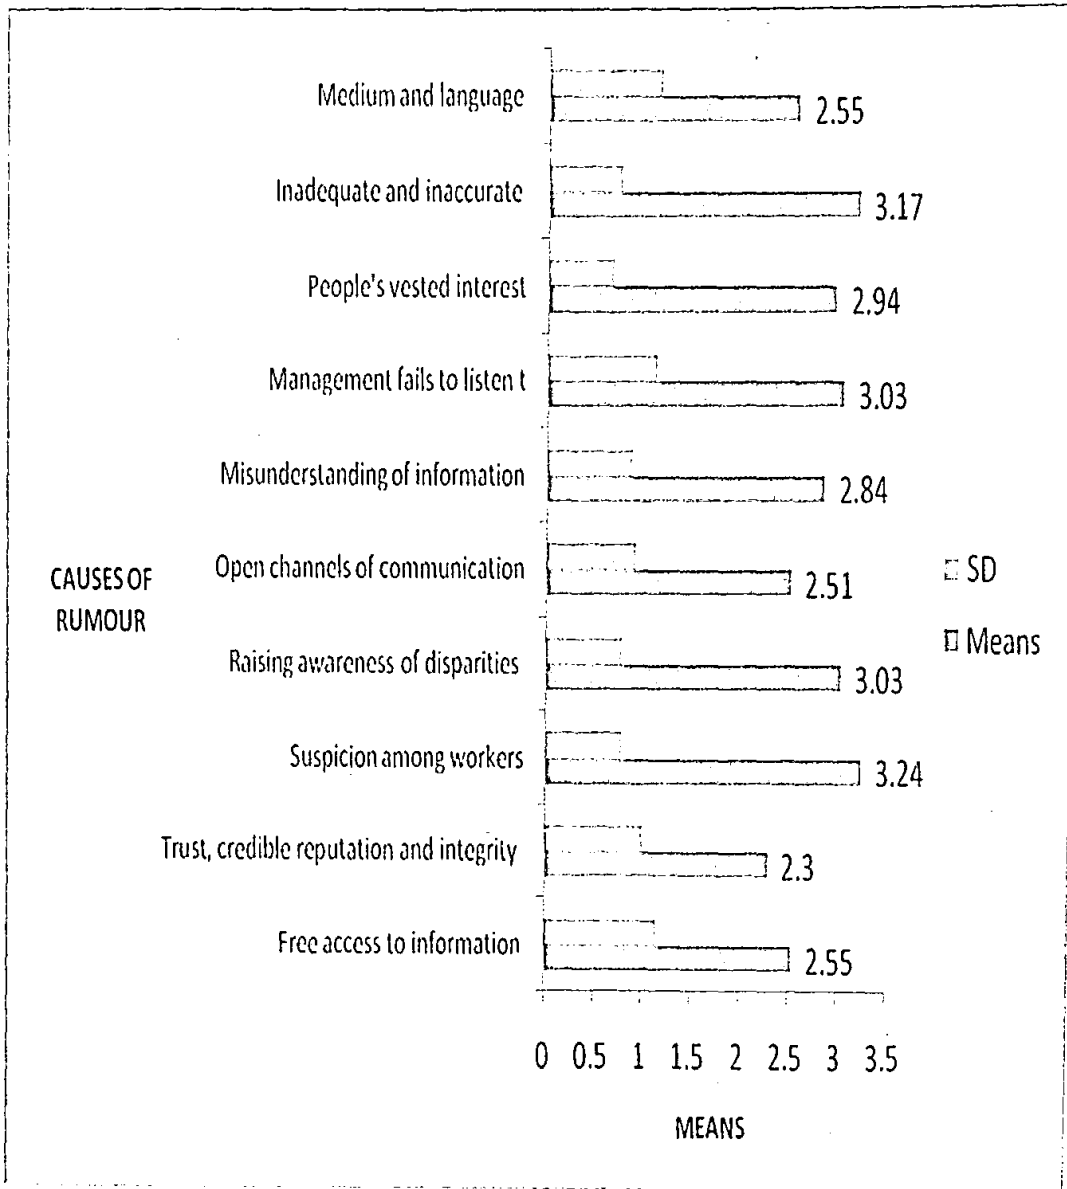 Medium and language
2.55
Inadequate and inaccurate
3.17
People's vested interest
2.94
Management fails to listen t
3.03
Misunderstanding of information
2.84
CAUSES OF
RUMOUR
Open channels of communication
2.51
SD
Means
Raising awareness of disparities
3.03
Suspicion among workers
3.24
Trust, credible reputation and integrity
2.3
Free access to information
2.55
0 0.5 1 1.5 2 2.5 3 3.5
MEANS